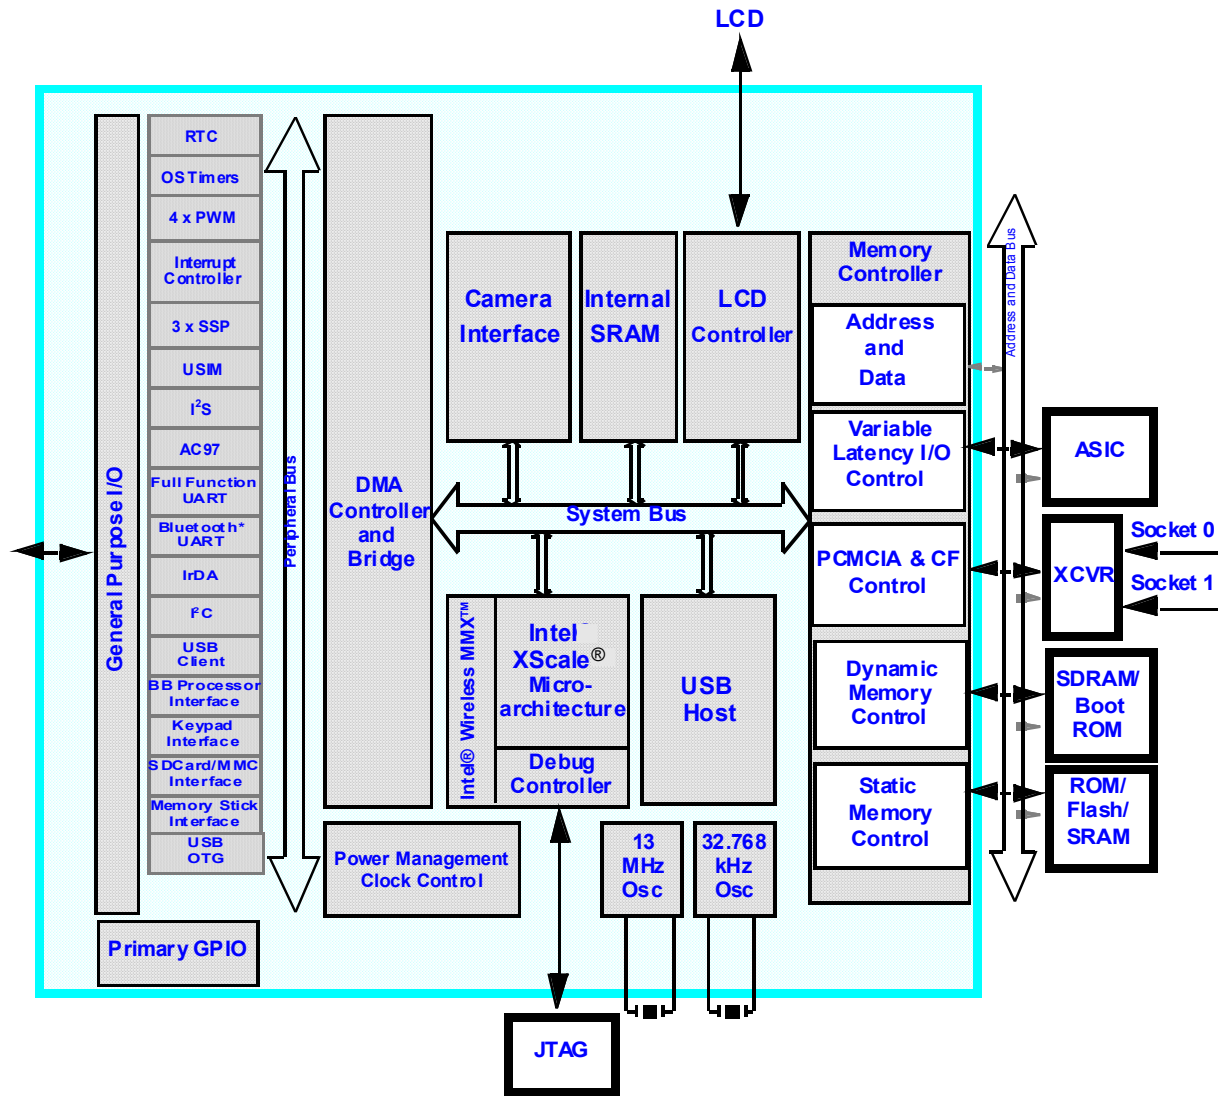 LCD
RTC
OS Timers
4 x PWM
Interrupt
Controller
3 x SSP
USIM
I²S
AC97
Full Function
UART
Bluetooth*
UART
IrDA
I²C
USB
Client
BB Processor
Interface
Keypad
Interface
SDCard/MMC
Interface
Memory Stick
Interface
USB
OTG
General Purpose I/O
Primary GPIO
Peripheral Bus
DMA
Controller
and
Bridge
Power Management
Clock Control
Camera
Interface
Internal
SRAM
LCD
Controller
System Bus
Intel® Wireless MMX™
Intel®
XScale®
Micro-
architecture
Debug
Controller
USB
Host
13
MHz
Osc
32.768
kHz
Osc
JTAG
Memory
Controller
Address
and
Data
Variable
Latency I/O
Control
PCMCIA & CF
Control
Dynamic
Memory
Control
Static
Memory
Control
Address and Data Bus
ASIC
XCVR
Socket 0
Socket 1
SDRAM/
Boot
ROM
ROM/
Flash/
SRAM